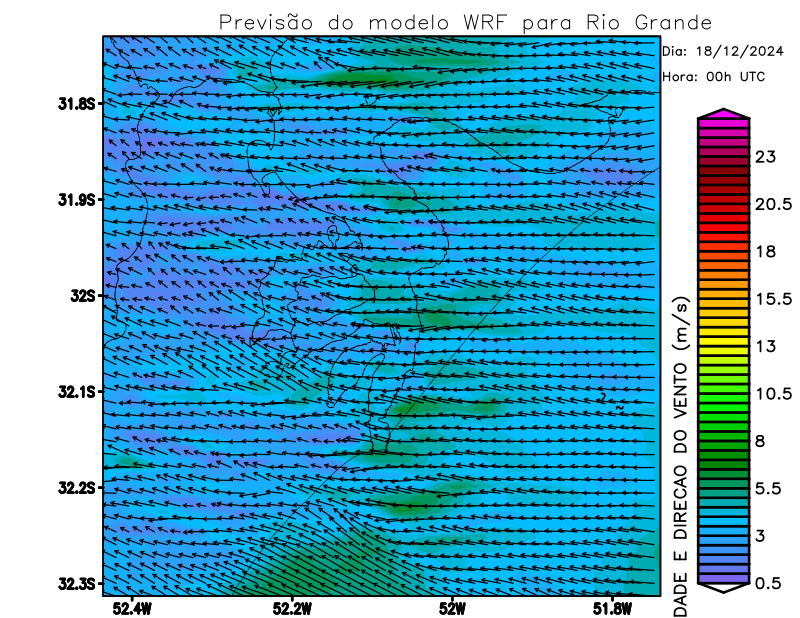 Previsão do modelo WRF para Rio Grande
Dia: 18/12/2024
Hora: 00h UTC
31.8S
31.9S
32S
32.1S
32.2S
32.3S
52.4W
52.2W
52W
51.8W
23
20.5
18
15.5
13
10.5
8
5.5
3
0.5
DADE E DIRECAO DO VENTO (m/s)